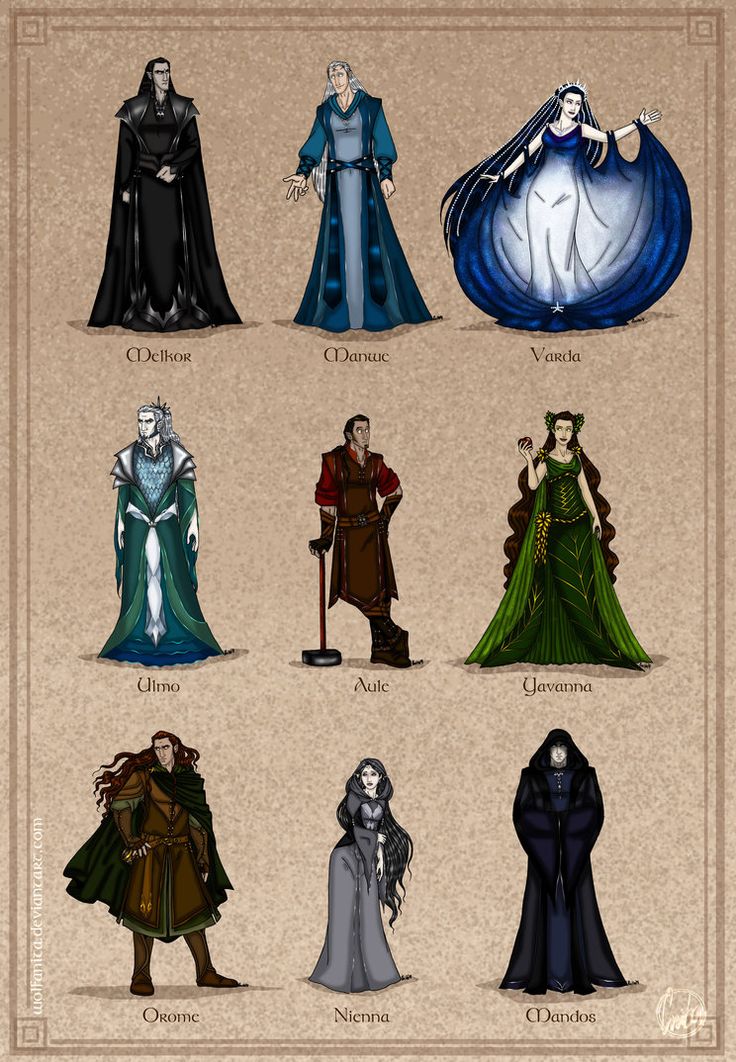 Melkor
Manwe
Varda
Ulmo
Aule
Yavanna
Orome
Nienna
Mandos
wolfanita.deviantart.com